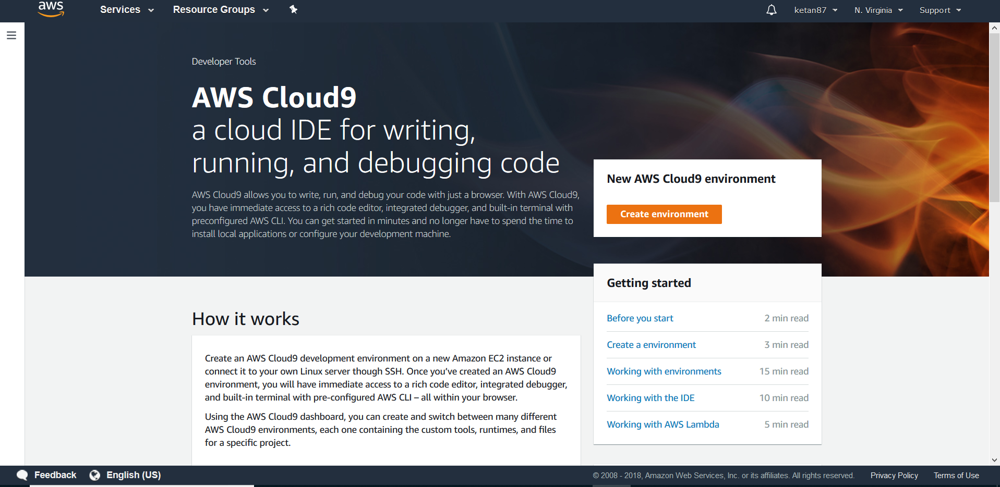 aws
Services
Resource Groups
ketan87
N. Virginia
Support
Developer Tools
AWS Cloud9
a cloud IDE for writing,
running, and debugging code
AWS Cloud9 allows you to write, run, and debug your code with just a browser. With AWS Cloud9,
you have immediate access to a rich code editor, integrated debugger, and built-in terminal with
preconfigured AWS CLI. You can get started in minutes and no longer have to spend the time to
install local applications or configure your development machine.
New AWS Cloud9 environment
Create environment
Getting started
Before you start 2 min read
Create a environment 3 min read
Working with environments 15 min read
Working with the IDE 10 min read
Working with AWS Lambda 5 min read
How it works
Create an AWS Cloud9 development environment on a new Amazon EC2 instance or
connect it to your own Linux server though SSH. Once you’ve created an AWS Cloud9
environment, you will have immediate access to a rich code editor, integrated debugger,
and built-in terminal with pre-configured AWS CLI – all within your browser.
Using the AWS Cloud9 dashboard, you can create and switch between many different
AWS Cloud9 environments, each one containing the custom tools, runtimes, and files
for a specific project.
Feedback
English (US)
© 2008 - 2018, Amazon Web Services, Inc. or its affiliates. All rights reserved.
Privacy Policy
Terms of Use